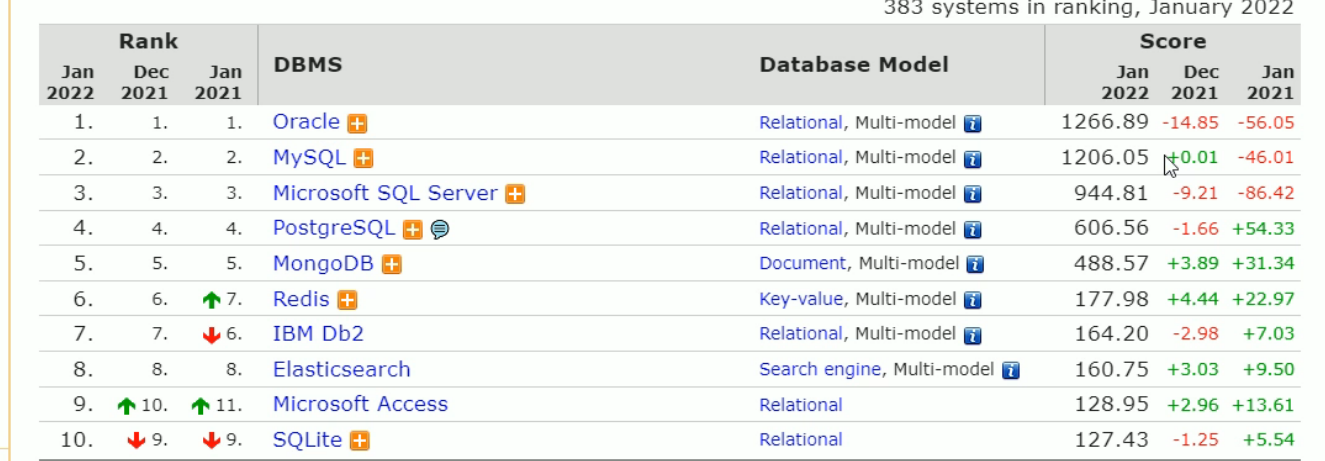 383 systems in ranking, January 2022
Rank DBMS Database Model Score
Jan 2022 Dec 2021 Jan 2021 Jan 2022 Dec 2021 Jan 2021
1. 1. 1. Oracle Relational, Multi-model 1266.89 -14.85 -56.05
2. 2. 2. MySQL Relational, Multi-model 1206.05 +0.01 -46.01
3. 3. 3. Microsoft SQL Server Relational, Multi-model 944.81 -9.21 -86.42
4. 4. 4. PostgreSQL Relational, Multi-model 606.56 -1.66 +54.33
5. 5. 5. MongoDB Document, Multi-model 488.57 +3.89 +31.34
6. 6. 7. Redis Key-value, Multi-model 177.98 +4.44 +22.97
7. 7. 6. IBM Db2 Relational, Multi-model 164.20 -2.98 +7.03
8. 8. 8. Elasticsearch Search engine, Multi-model 160.75 +3.03 +9.50
9. 10. 11. Microsoft Access Relational 128.95 +2.96 +13.61
10. 9. 9. SQLite Relational 127.43 -1.25 +5.54